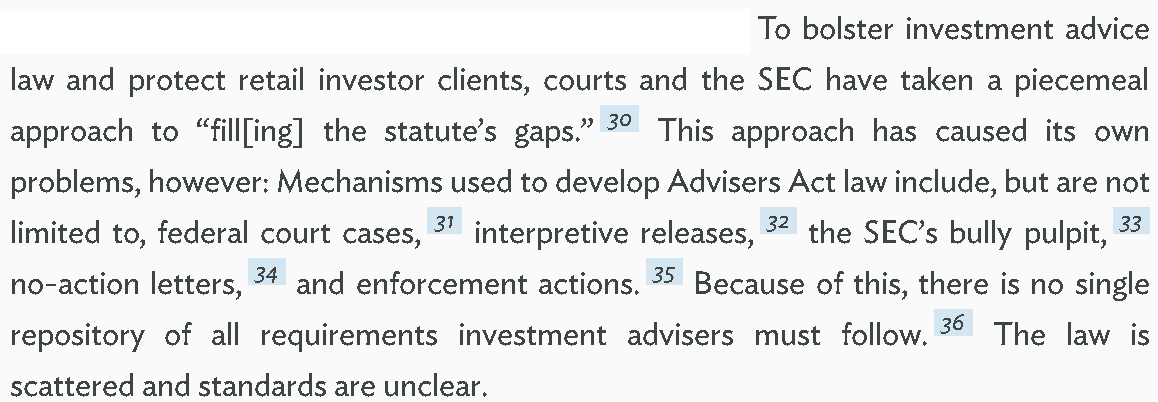 To bolster investment advice
law and protect retail investor clients, courts and the SEC have taken a piecemeal
approach to “fill[ing] the statute’s gaps.” 30 This approach has caused its own
problems, however: Mechanisms used to develop Advisers Act law include, but are not
limited to, federal court cases, 31 interpretive releases, 32 the SEC’s bully pulpit, 33
no-action letters, 34 and enforcement actions. 35 Because of this, there is no single
repository of all requirements investment advisers must follow. 36 The law is
scattered and standards are unclear.